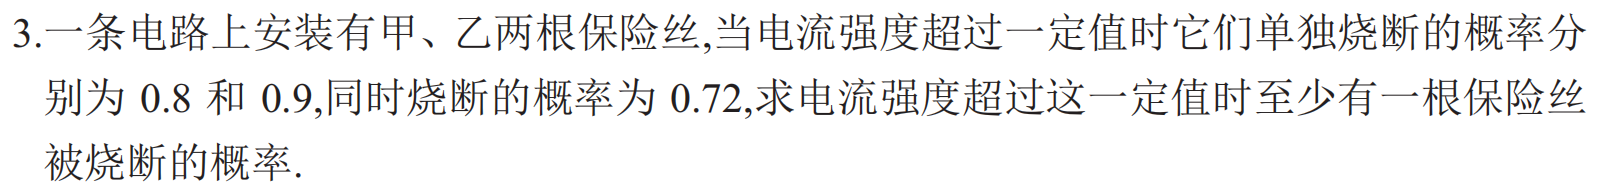 3.一条电路上安装有甲、乙两根保险丝,当电流强度超过一定值时它们单独烧断的概率分
别为 0.8 和 0.9,同时烧断的概率为 0.72,求电流强度超过这一定值时至少有一根保险丝
被烧断的概率.